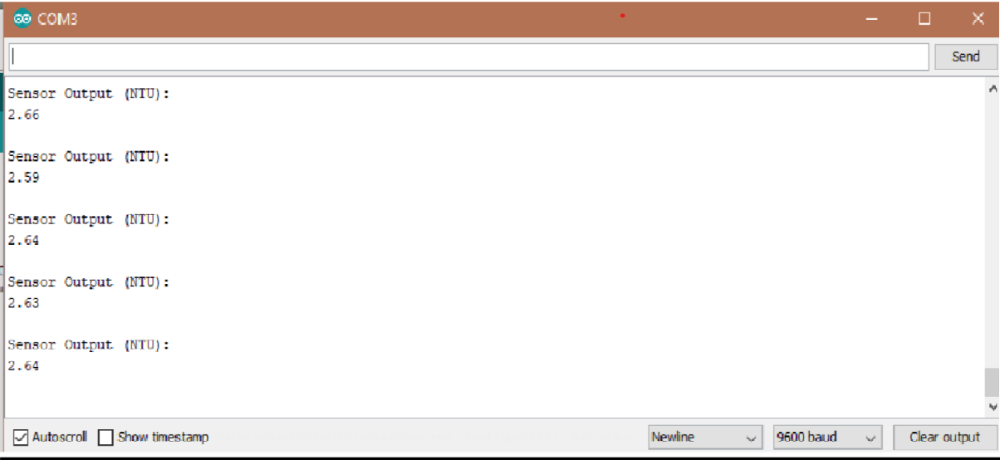 COM3
Send
Sensor Output (NTU):
2.66
Sensor Output (NTU):
2.59
Sensor Output (NTU):
2.64
Sensor Output (NTU):
2.63
Sensor Output (NTU):
2.64
Autoscroll Show timestamp Newline 9600 baud Clear output